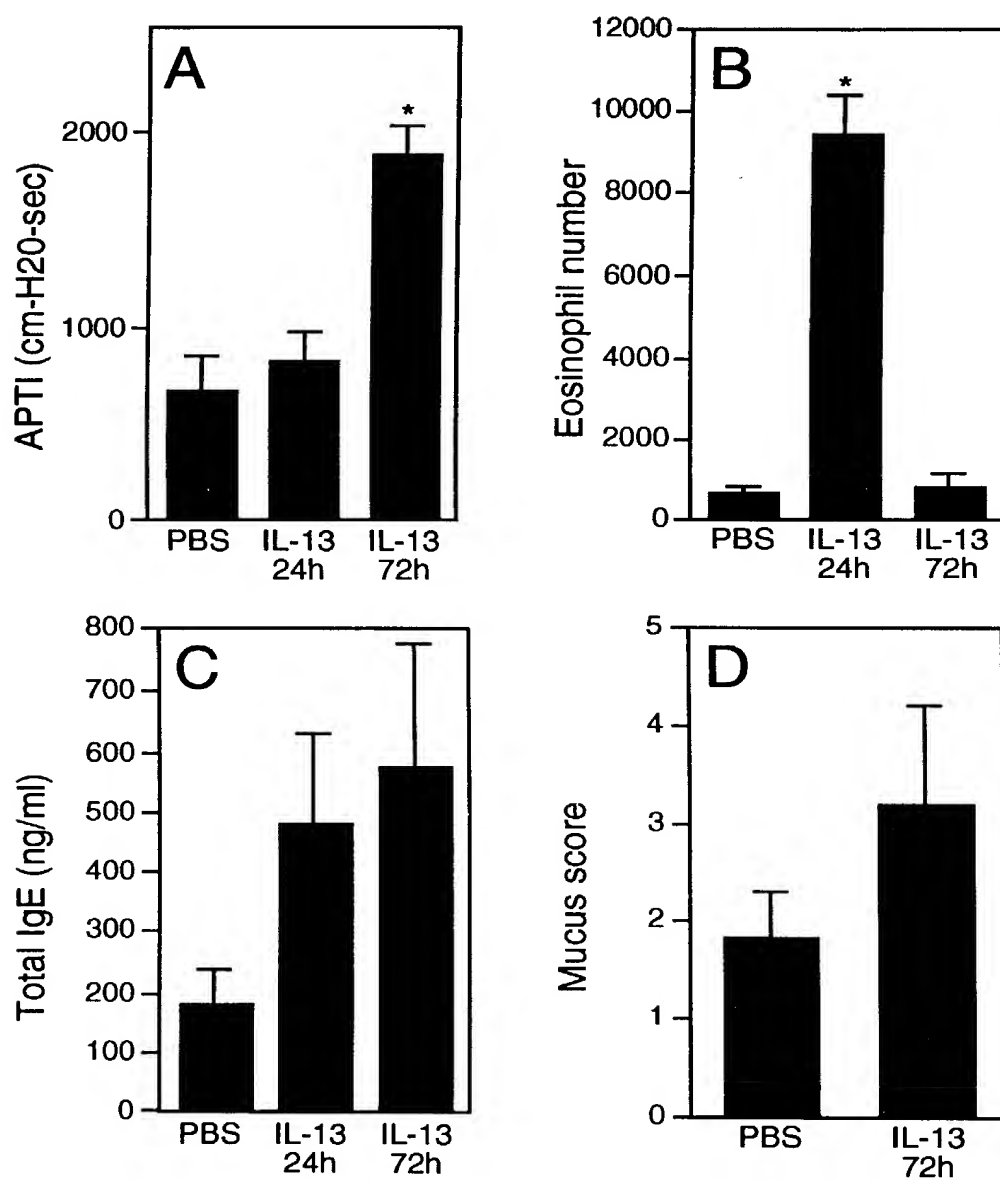 A
APTI (cm-H20-sec)
2000
1000
0
*
PBS
IL-13
24h
IL-13
72h
B
Eosinophil number
12000
10000
8000
6000
4000
2000
0
*
PBS
IL-13
24h
IL-13
72h
C
Total IgE (ng/ml)
800
700
600
500
400
300
200
100
0
PBS
IL-13
24h
IL-13
72h
D
Mucus score
5
4
3
2
1
0
PBS
IL-13
72h